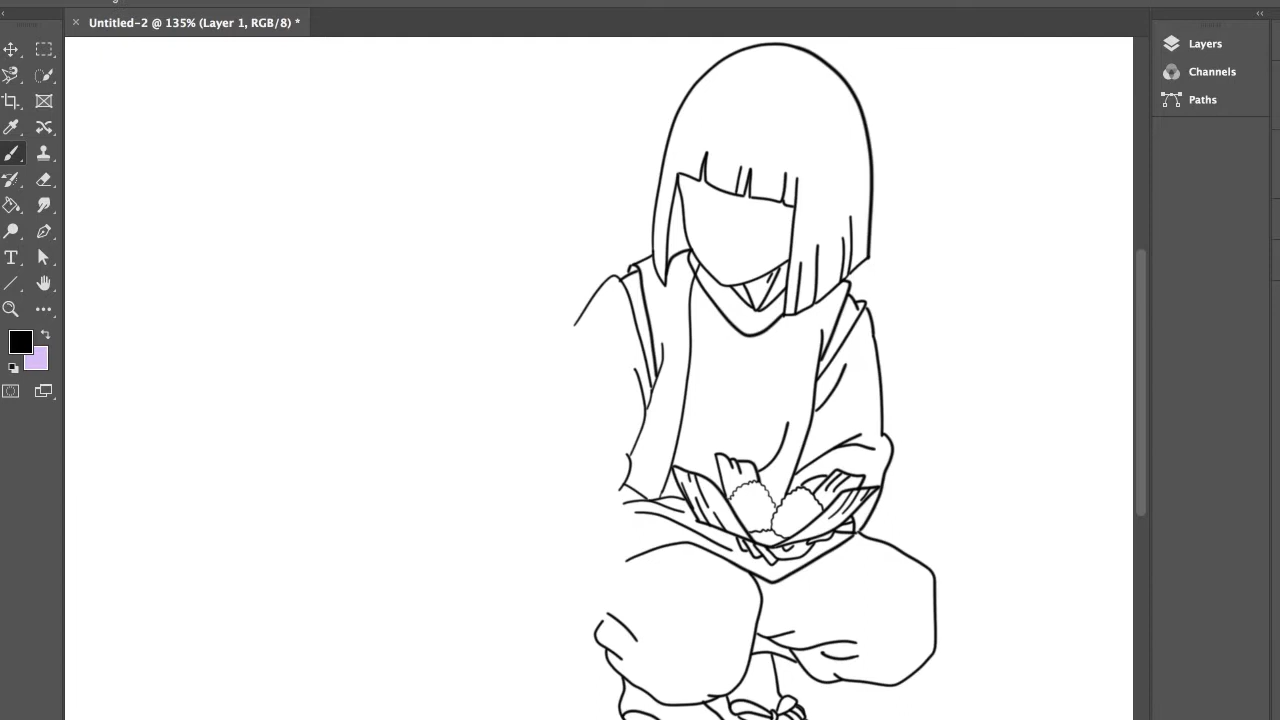 Untitled-2 @ 135% (Layer 1, RGB/8) *
Layers
Channels
Paths